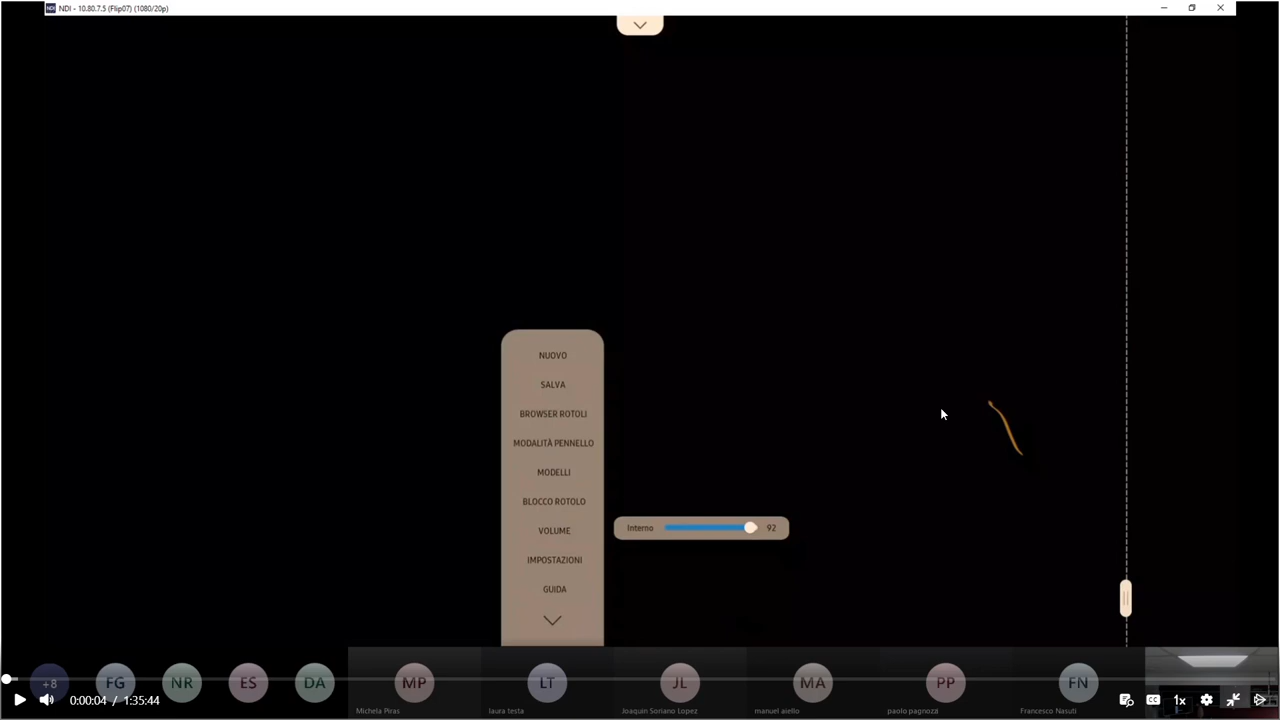 NDI - 10.80.7.5 (Flip07) (1080/20p)
NUOVO
SALVA
BROWSER ROTOLI
MODALITÀ PENNELLO
MODELLI
BLOCCO ROTOLO
VOLUME
Interno 92
IMPOSTAZIONI
GUIDA
+8 FG NR ES DA MP LT JL MA PP FN
0:00:04 / 1:35:44 CC 1x
Michela Piras laura testa Joaquin Soriano Lopez manuel aiello paolo pagnozzi Francesco Nasuti